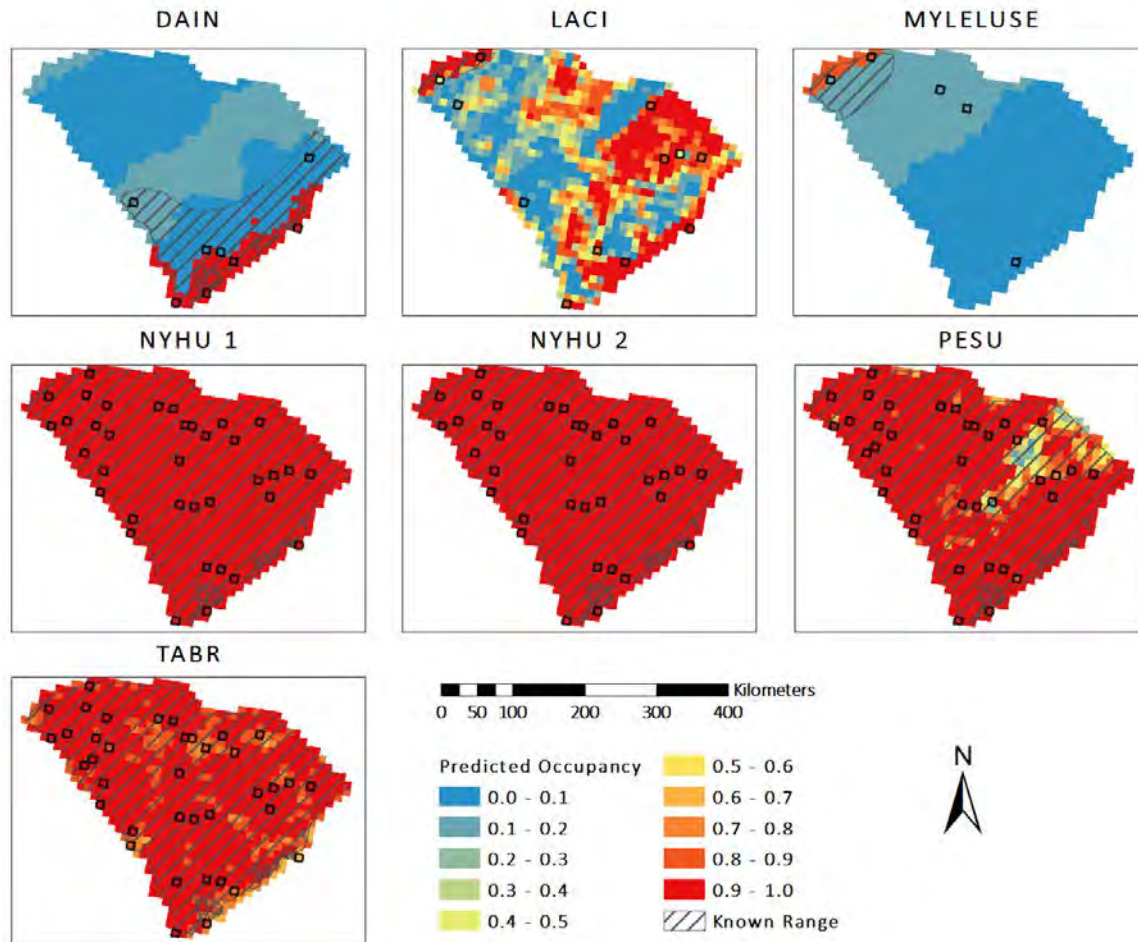 DAIN LACI MYLELUSE
NYHU 1 NYHU 2 PESU
TABR
Kilometers
0 50 100 200 300 400
Predicted Occupancy
0.0 - 0.1
0.1 - 0.2
0.2 - 0.3
0.3 - 0.4
0.4 - 0.5
0.5 - 0.6
0.6 - 0.7
0.7 - 0.8
0.8 - 0.9
0.9 - 1.0
Known Range
N